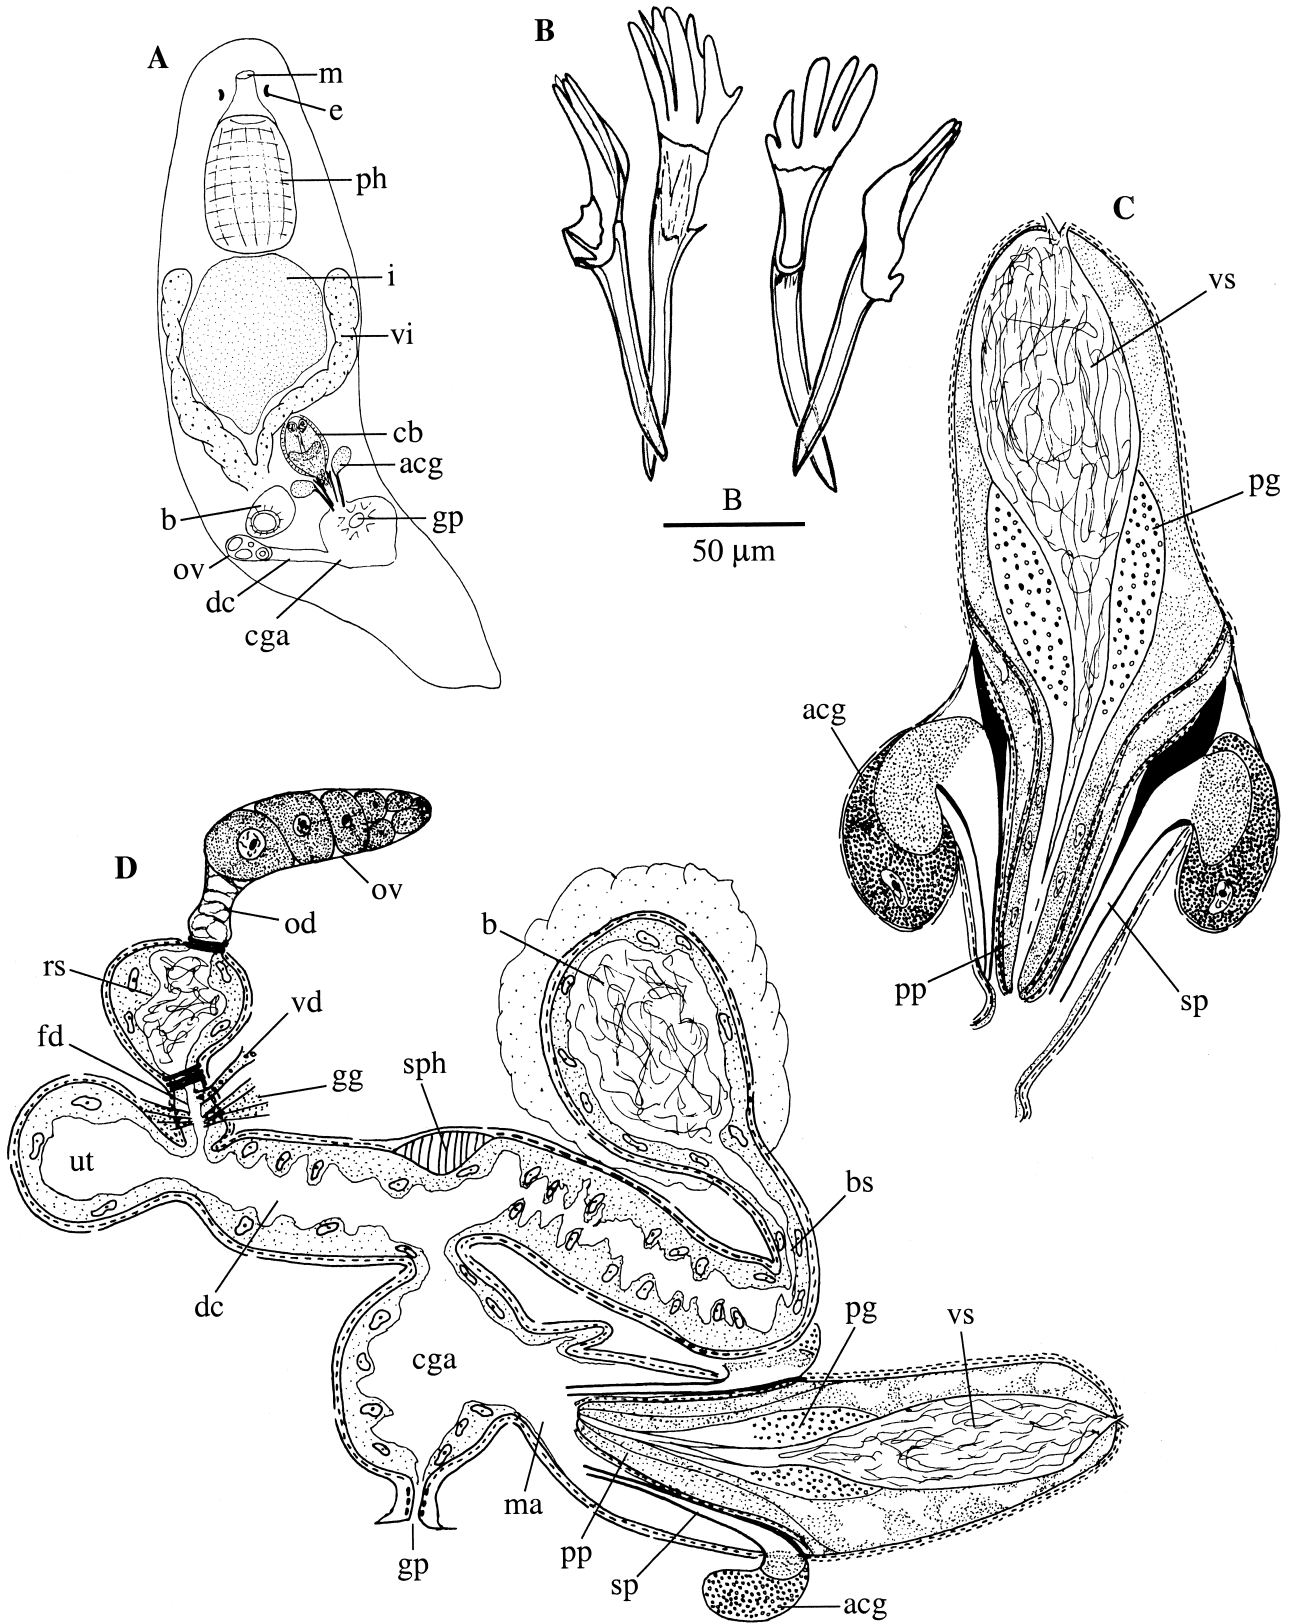 A
m
e
ph
i
vi
cb
acg
b
gp
ov
dc
cga
B
B
50 µm
C
vs
pg
acg
pp
sp
D
ov
od
rs
vd
fd
gg
sph
b
ut
bs
dc
pg
vs
cga
ma
pp
gp
sp
acg